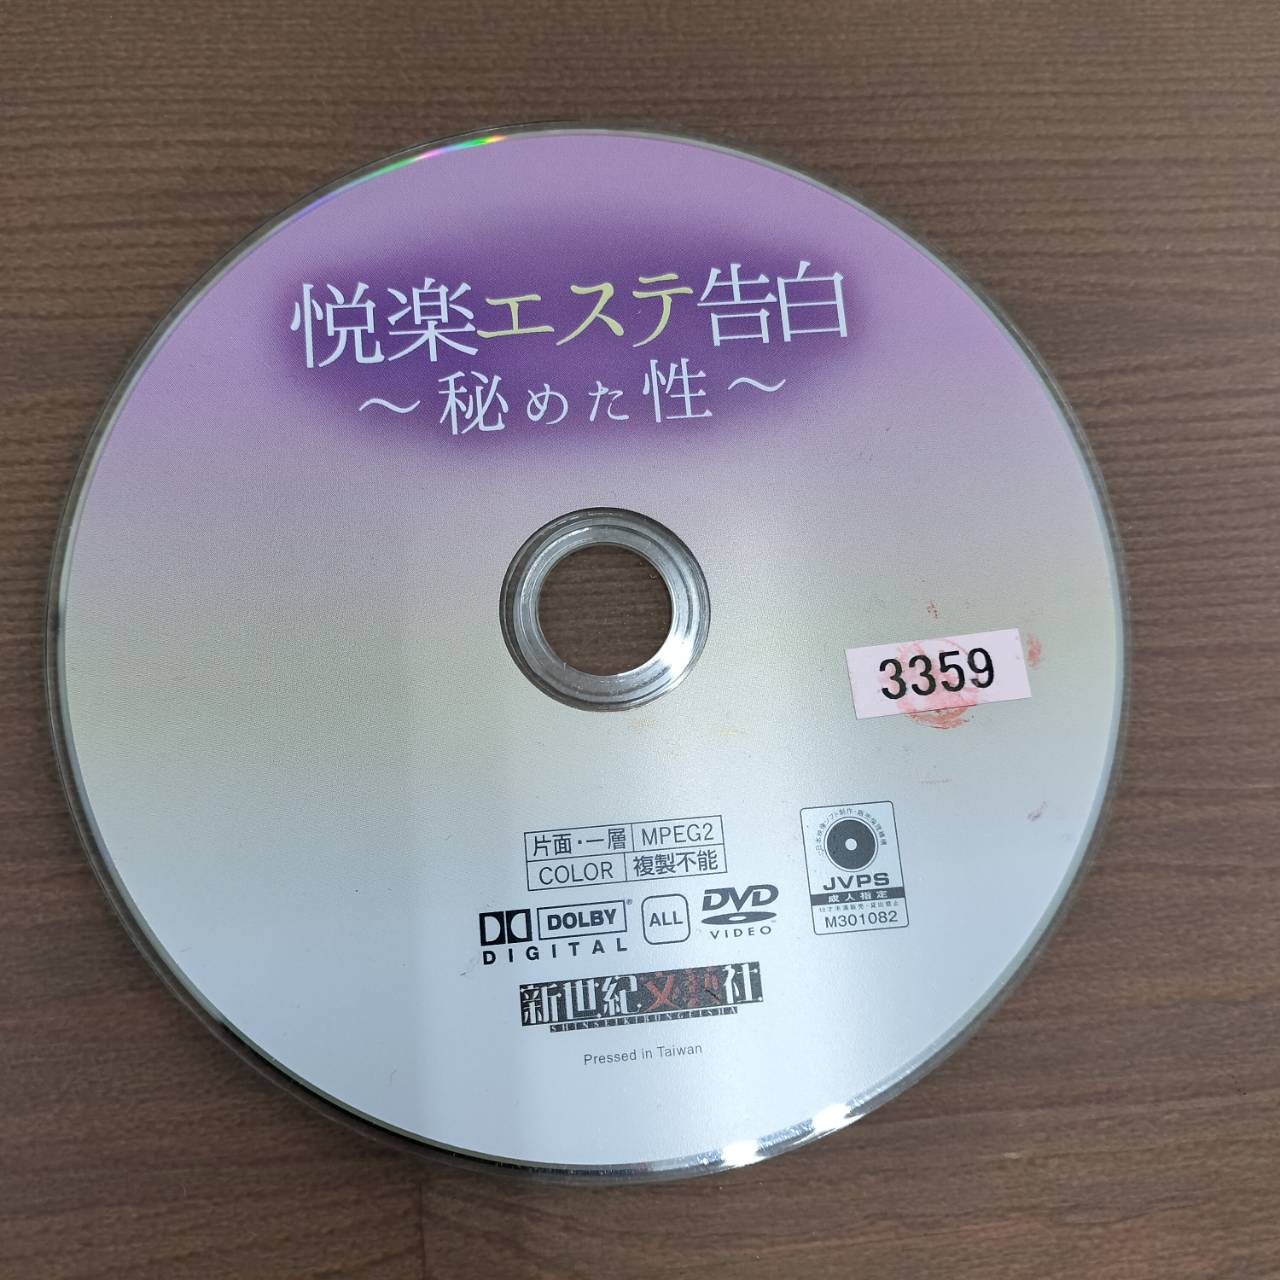 悦楽エステ告白
～秘めた性～
3359
片面・一層 MPEG2
COLOR 複製不能
DOLBY
DIGITAL
ALL
DVD
VIDEO
JVPS
成人指定
M301082
新世紀文藝社
SHINSEIKIBUNGEISHA
Pressed in Taiwan